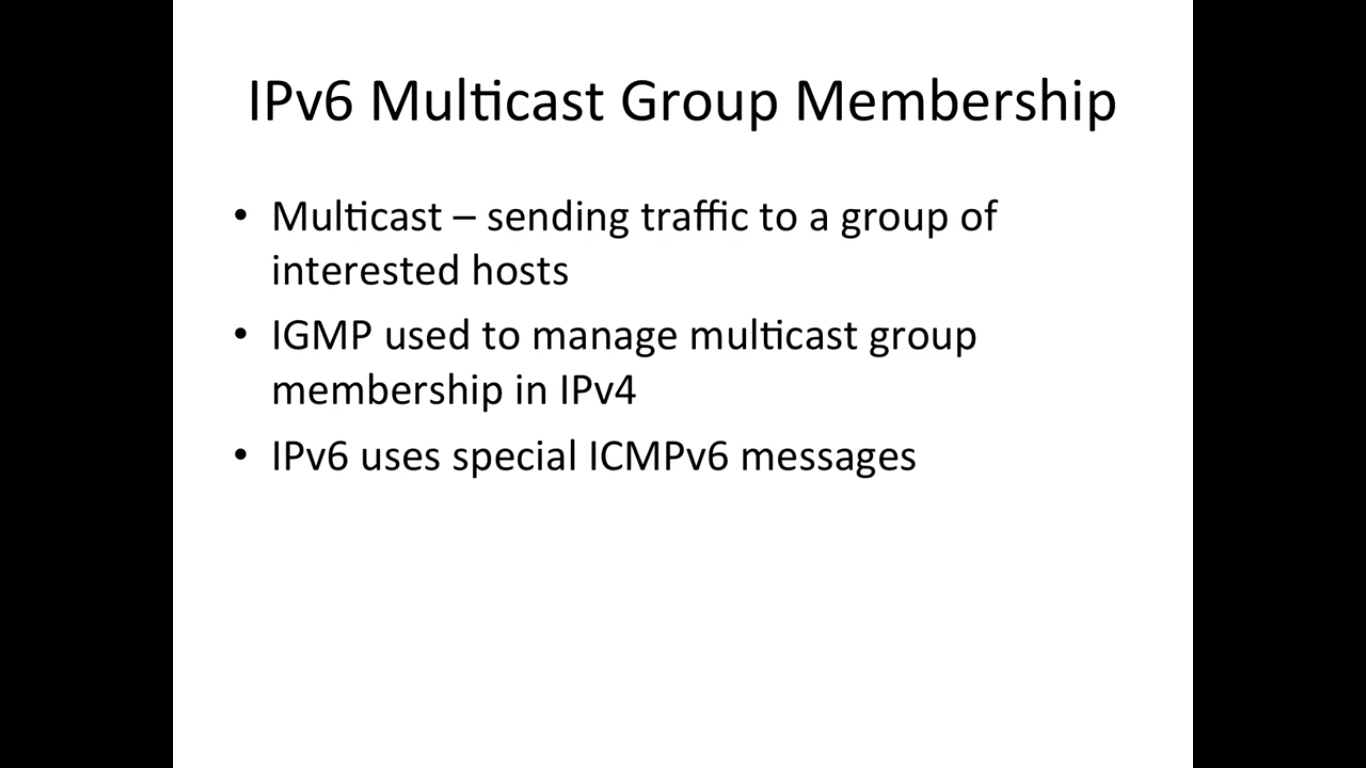 IPv6 Multicast Group Membership
• Multicast – sending traffic to a group of
interested hosts
• IGMP used to manage multicast group
membership in IPv4
• IPv6 uses special ICMPv6 messages